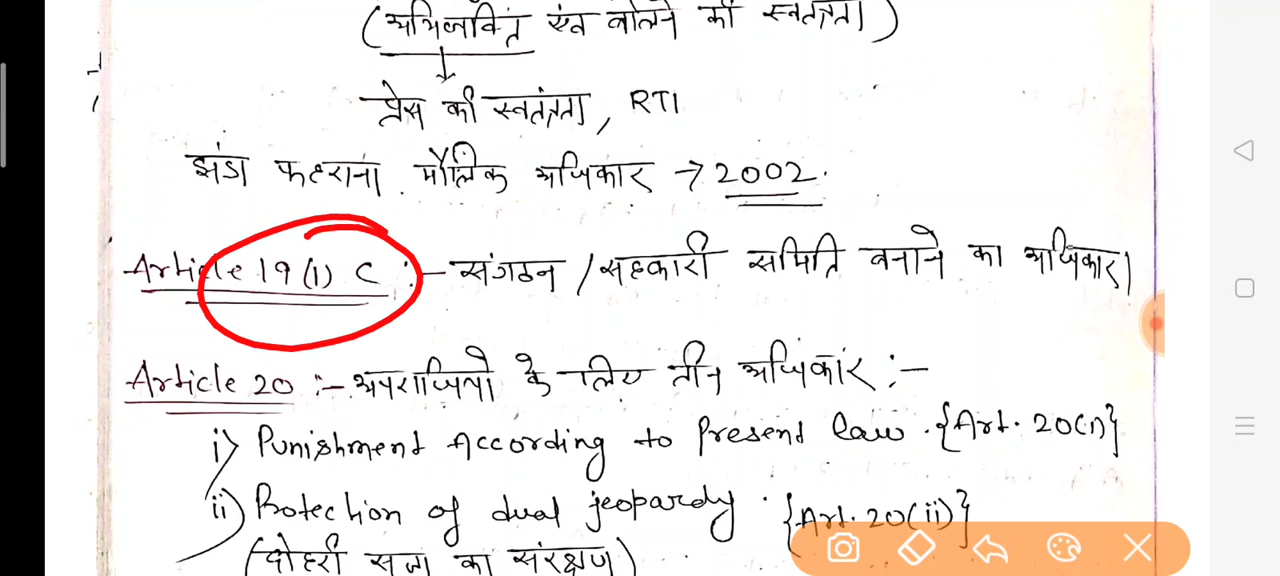 (अभिव्यक्ति एंव बोलने की स्वतंत्रता)
प्रेस की स्वतंत्रता, RTI
झंडा फहराना मौलिक अधिकार → 2002.
Article 19 (1) C :- संगठन / सहकारी समिति बनाने का अधिकार।
Article 20 :- अपराधियो के लिए तीन अधिकार :-
i) Punishment According to Present law. {Art. 20(i)}
ii) Protection of dual jeopardy. {Art. 20(ii)}
(दोहरी सजा का संरक्षण)